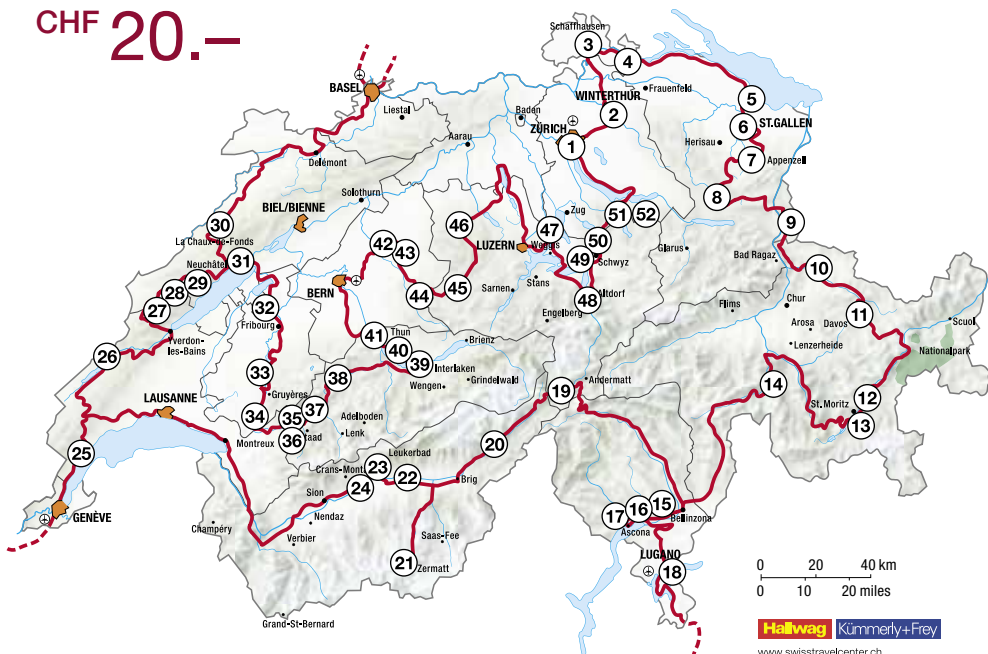 CHF 20.–
Schaffhausen
3
4
BASEL
Frauenfeld
WINTERTHUR
5
Liestal
Baden
2
ZÜRICH
6
ST.GALLEN
Aarau
1
Herisau
7
Appenzell
Delémont
Solothurn
8
BIEL/BIENNE
30
46
47
Zug
51
52
9
La Chaux-de-Fonds
42
43
LUZERN
Weggis
50
Glarus
Neuchâtel
31
49
Schwyz
Bad Ragaz
29
28
BERN
44
45
Sarnen
Stans
48
Altdorf
10
27
32
Fribourg
Engelberg
Flims
Chur
11
Yverdon-
les-Bains
41
Thun
40
Brienz
Arosa
Davos
Scuol
26
39
Interlaken
Lenzerheide
Nationalpark
33
38
Wengen
Grindelwald
19
Andermatt
14
Gruyères
LAUSANNE
34
35
37
Adelboden
St. Moritz
12
36
Gstaad
Lenk
13
25
Montreux
20
Leukerbad
23
Crans-Montana
22
24
Brig
Sion
GENÈVE
Nendaz
17
16
15
Bellinzona
Champéry
Verbier
Saas-Fee
Ascona
21
Zermatt
LUGANO
18
0 20 40 km
0 10 20 miles
Grand-St-Bernard
Hallwag Kümmerly+Frey
www.swisstravelcenter.ch